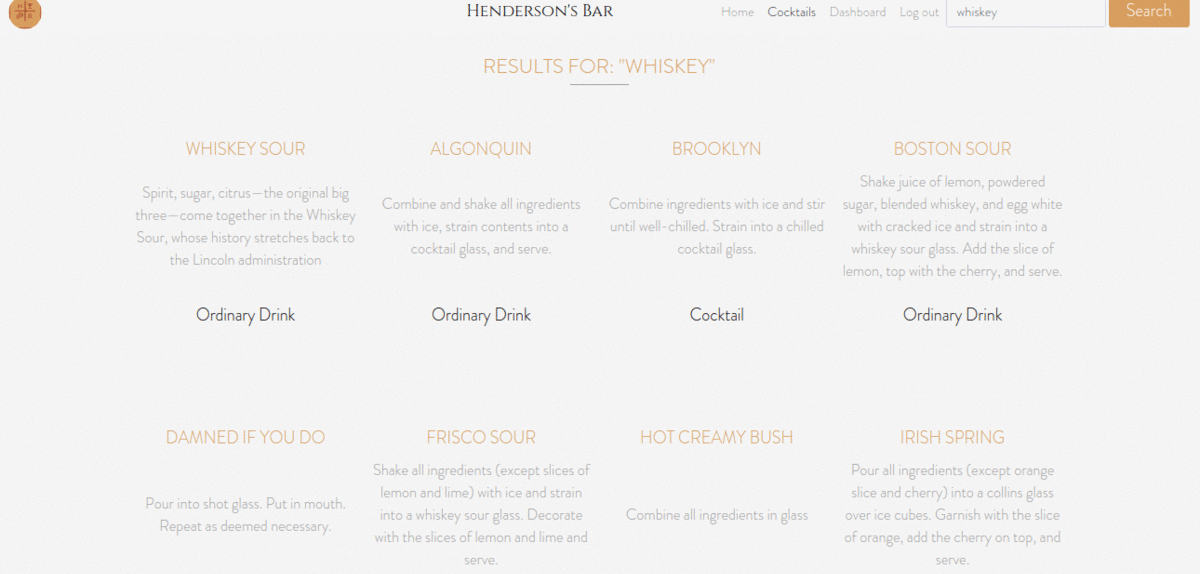 Henderson's Bar
Home Cocktails Dashboard Log out whiskey Search
RESULTS FOR: "WHISKEY"
WHISKEY SOUR
Spirit, sugar, citrus—the original big
three—come together in the Whiskey
Sour, whose history stretches back to
the Lincoln administration
Ordinary Drink
ALGONQUIN
Combine and shake all ingredients
with ice, strain contents into a
cocktail glass, and serve.
Ordinary Drink
BROOKLYN
Combine ingredients with ice and stir
until well-chilled. Strain into a chilled
cocktail glass.
Cocktail
BOSTON SOUR
Shake juice of lemon, powdered
sugar, blended whiskey, and egg white
with cracked ice and strain into a
whiskey sour glass. Add the slice of
lemon, top with the cherry, and serve.
Ordinary Drink
DAMNED IF YOU DO
Pour into shot glass. Put in mouth.
Repeat as deemed necessary.
FRISCO SOUR
Shake all ingredients (except slices of
lemon and lime) with ice and strain
into a whiskey sour glass. Decorate
with the slices of lemon and lime and
serve.
HOT CREAMY BUSH
Combine all ingredients in glass
IRISH SPRING
Pour all ingredients (except orange
slice and cherry) into a collins glass
over ice cubes. Garnish with the slice
of orange, add the cherry on top, and
serve.